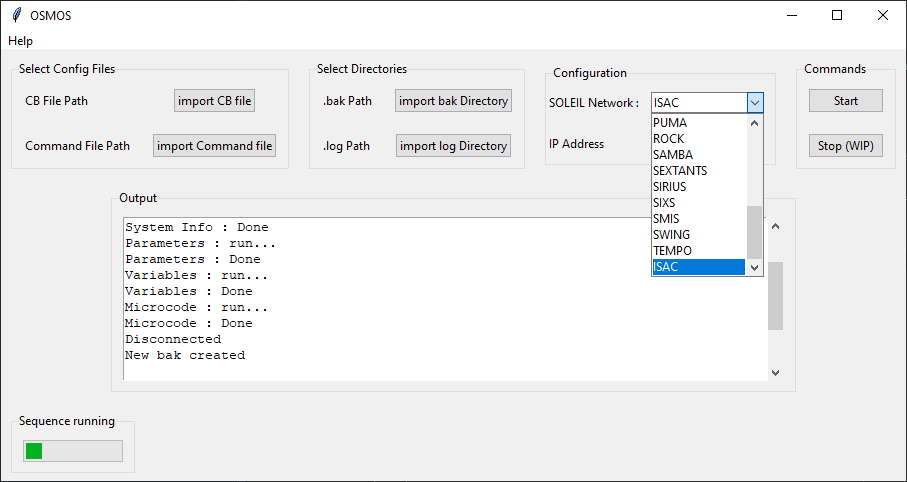 OSMOS
Help
Select Config Files
CB File Path
import CB file
Command File Path
import Command file
Select Directories
.bak Path
import bak Directory
.log Path
import log Directory
Configuration
SOLEIL Network :
ISAC
PUMA
ROCK
SAMBA
SEXTANTS
SIRIUS
SIXS
SMIS
SWING
TEMPO
ISAC
IP Address
Commands
Start
Stop (WIP)
Output
System Info : Done
Parameters : run...
Parameters : Done
Variables : run...
Variables : Done
Microcode : run...
Microcode : Done
Disconnected
New bak created
Sequence running